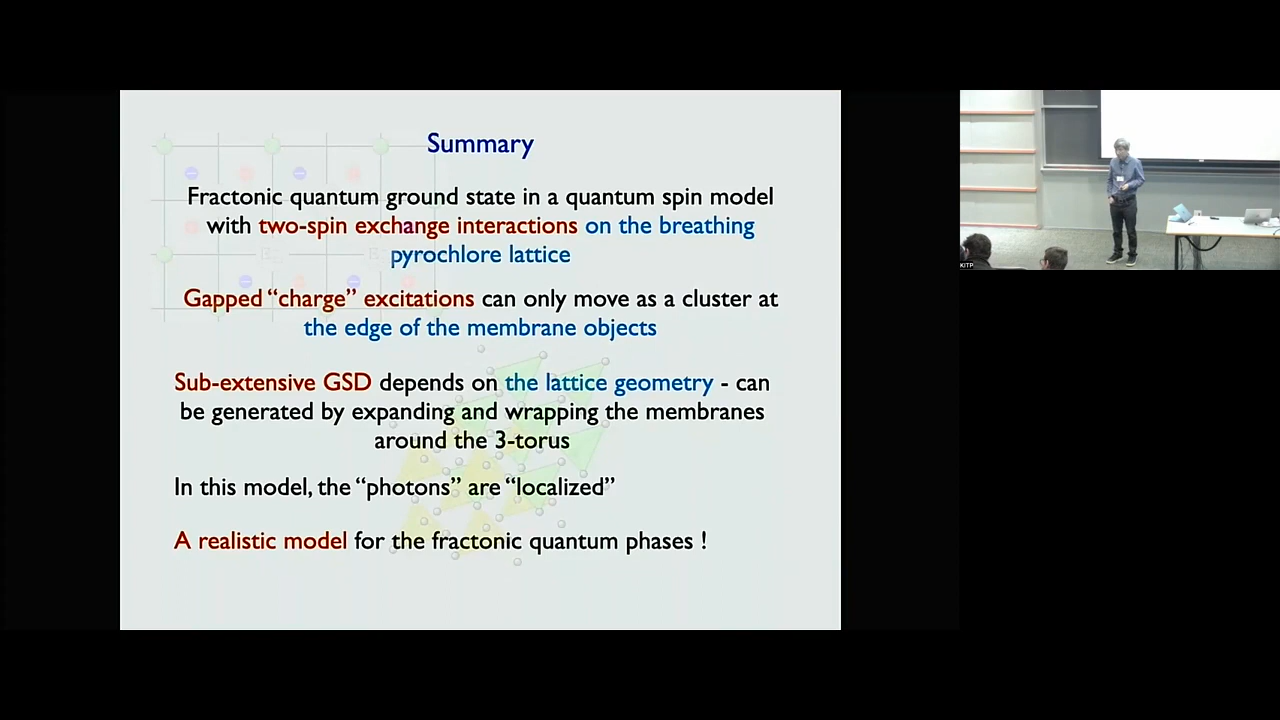 Summary
Fractonic quantum ground state in a quantum spin model
with two-spin exchange interactions on the breathing
pyrochlore lattice
Gapped “charge” excitations can only move as a cluster at
the edge of the membrane objects
Sub-extensive GSD depends on the lattice geometry - can
be generated by expanding and wrapping the membranes
around the 3-torus
In this model, the “photons” are “localized”
A realistic model for the fractonic quantum phases !
KITP